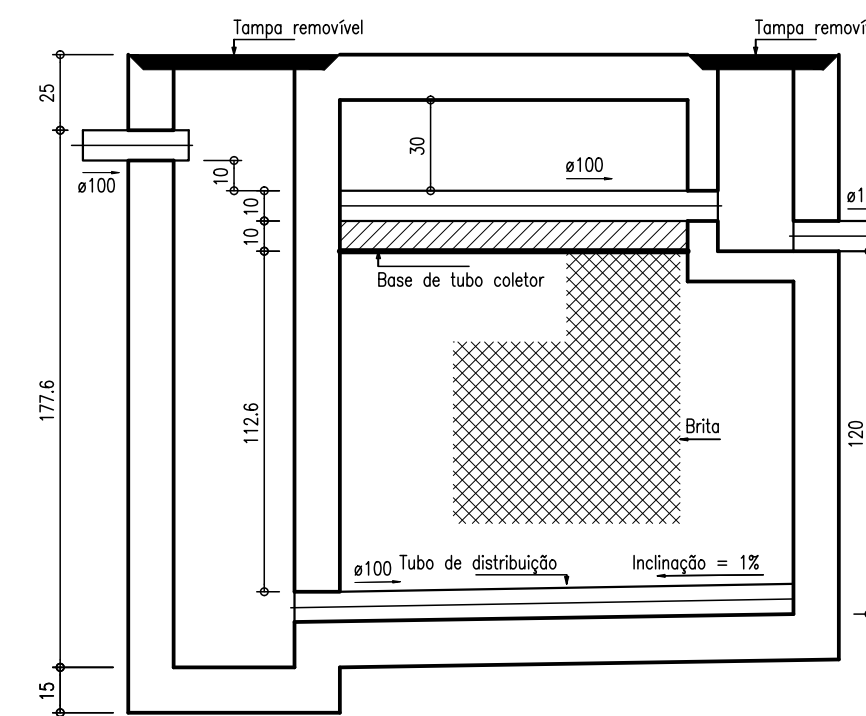 Tampa removível
Tampa removív
25
ø100
10
10
10
30
ø100
ø1
Base de tubo coletor
177.6
112.6
Brita
120
ø100
Tubo de distribuição
Inclinação = 1%
15